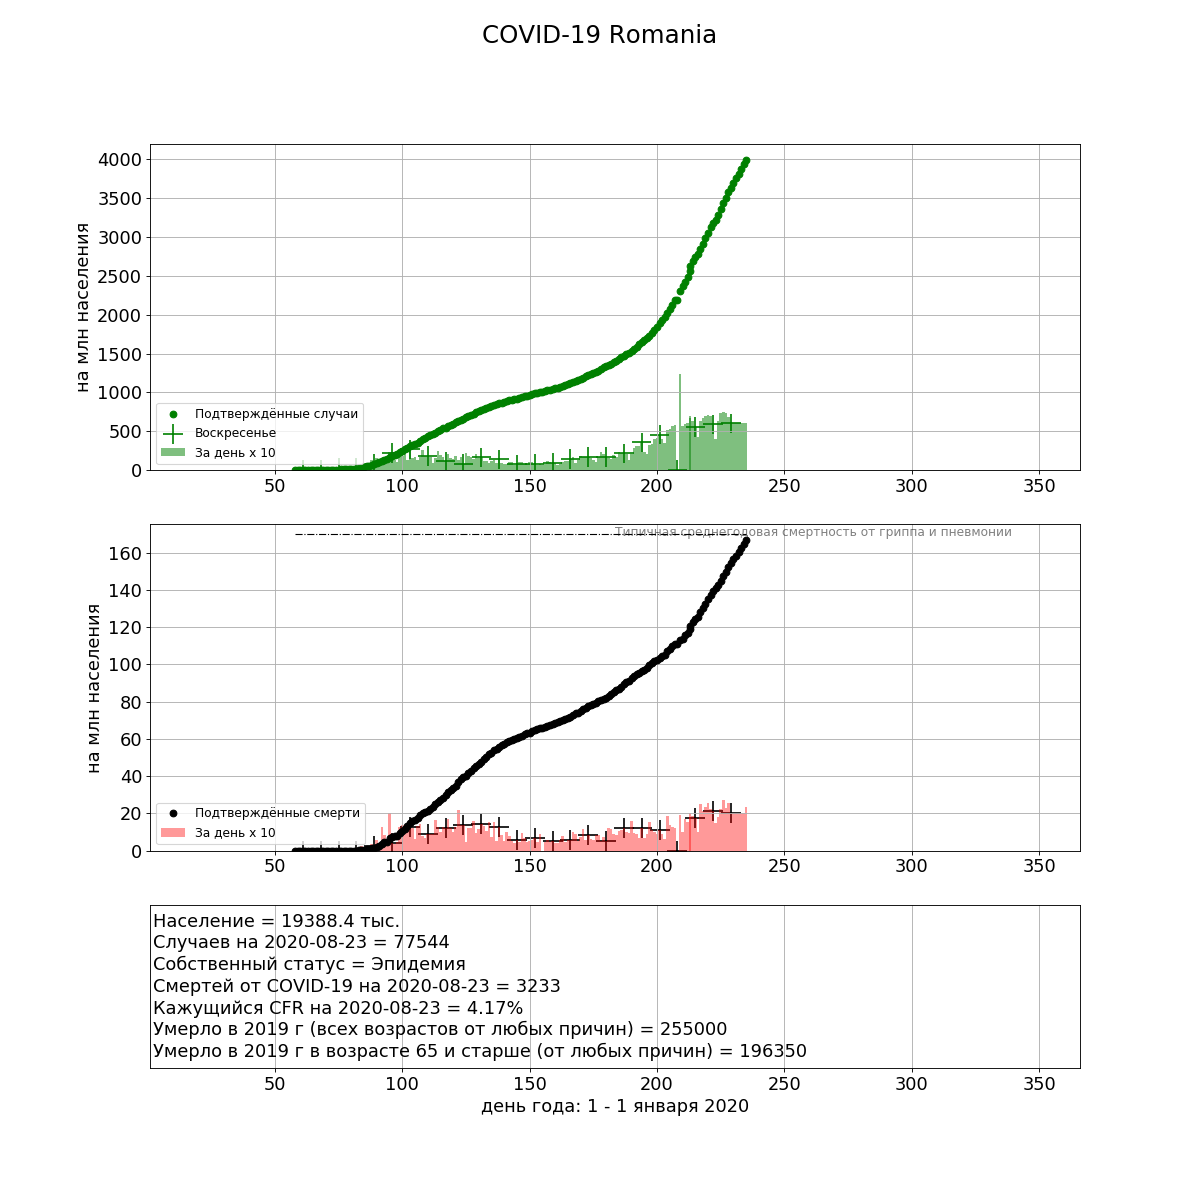 COVID-19 Romania
4000
3500
3000
2500
2000
1500
1000
500
0
на млн населения
Подтверждённые случаи
Воскресенье
За день x 10
50 100 150 200 250 300 350
Типичная среднегодовая смертность от гриппа и пневмонии
160
140
120
100
80
60
40
20
0
на млн населения
Подтверждённые смерти
За день x 10
50 100 150 200 250 300 350
Население = 19388.4 тыс.
Случаев на 2020-08-23 = 77544
Собственный статус = Эпидемия
Смертей от COVID-19 на 2020-08-23 = 3233
Кажущийся CFR на 2020-08-23 = 4.17%
Умерло в 2019 г (всех возрастов от любых причин) = 255000
Умерло в 2019 г в возрасте 65 и старше (от любых причин) = 196350
50 100 150 200 250 300 350
день года: 1 - 1 января 2020